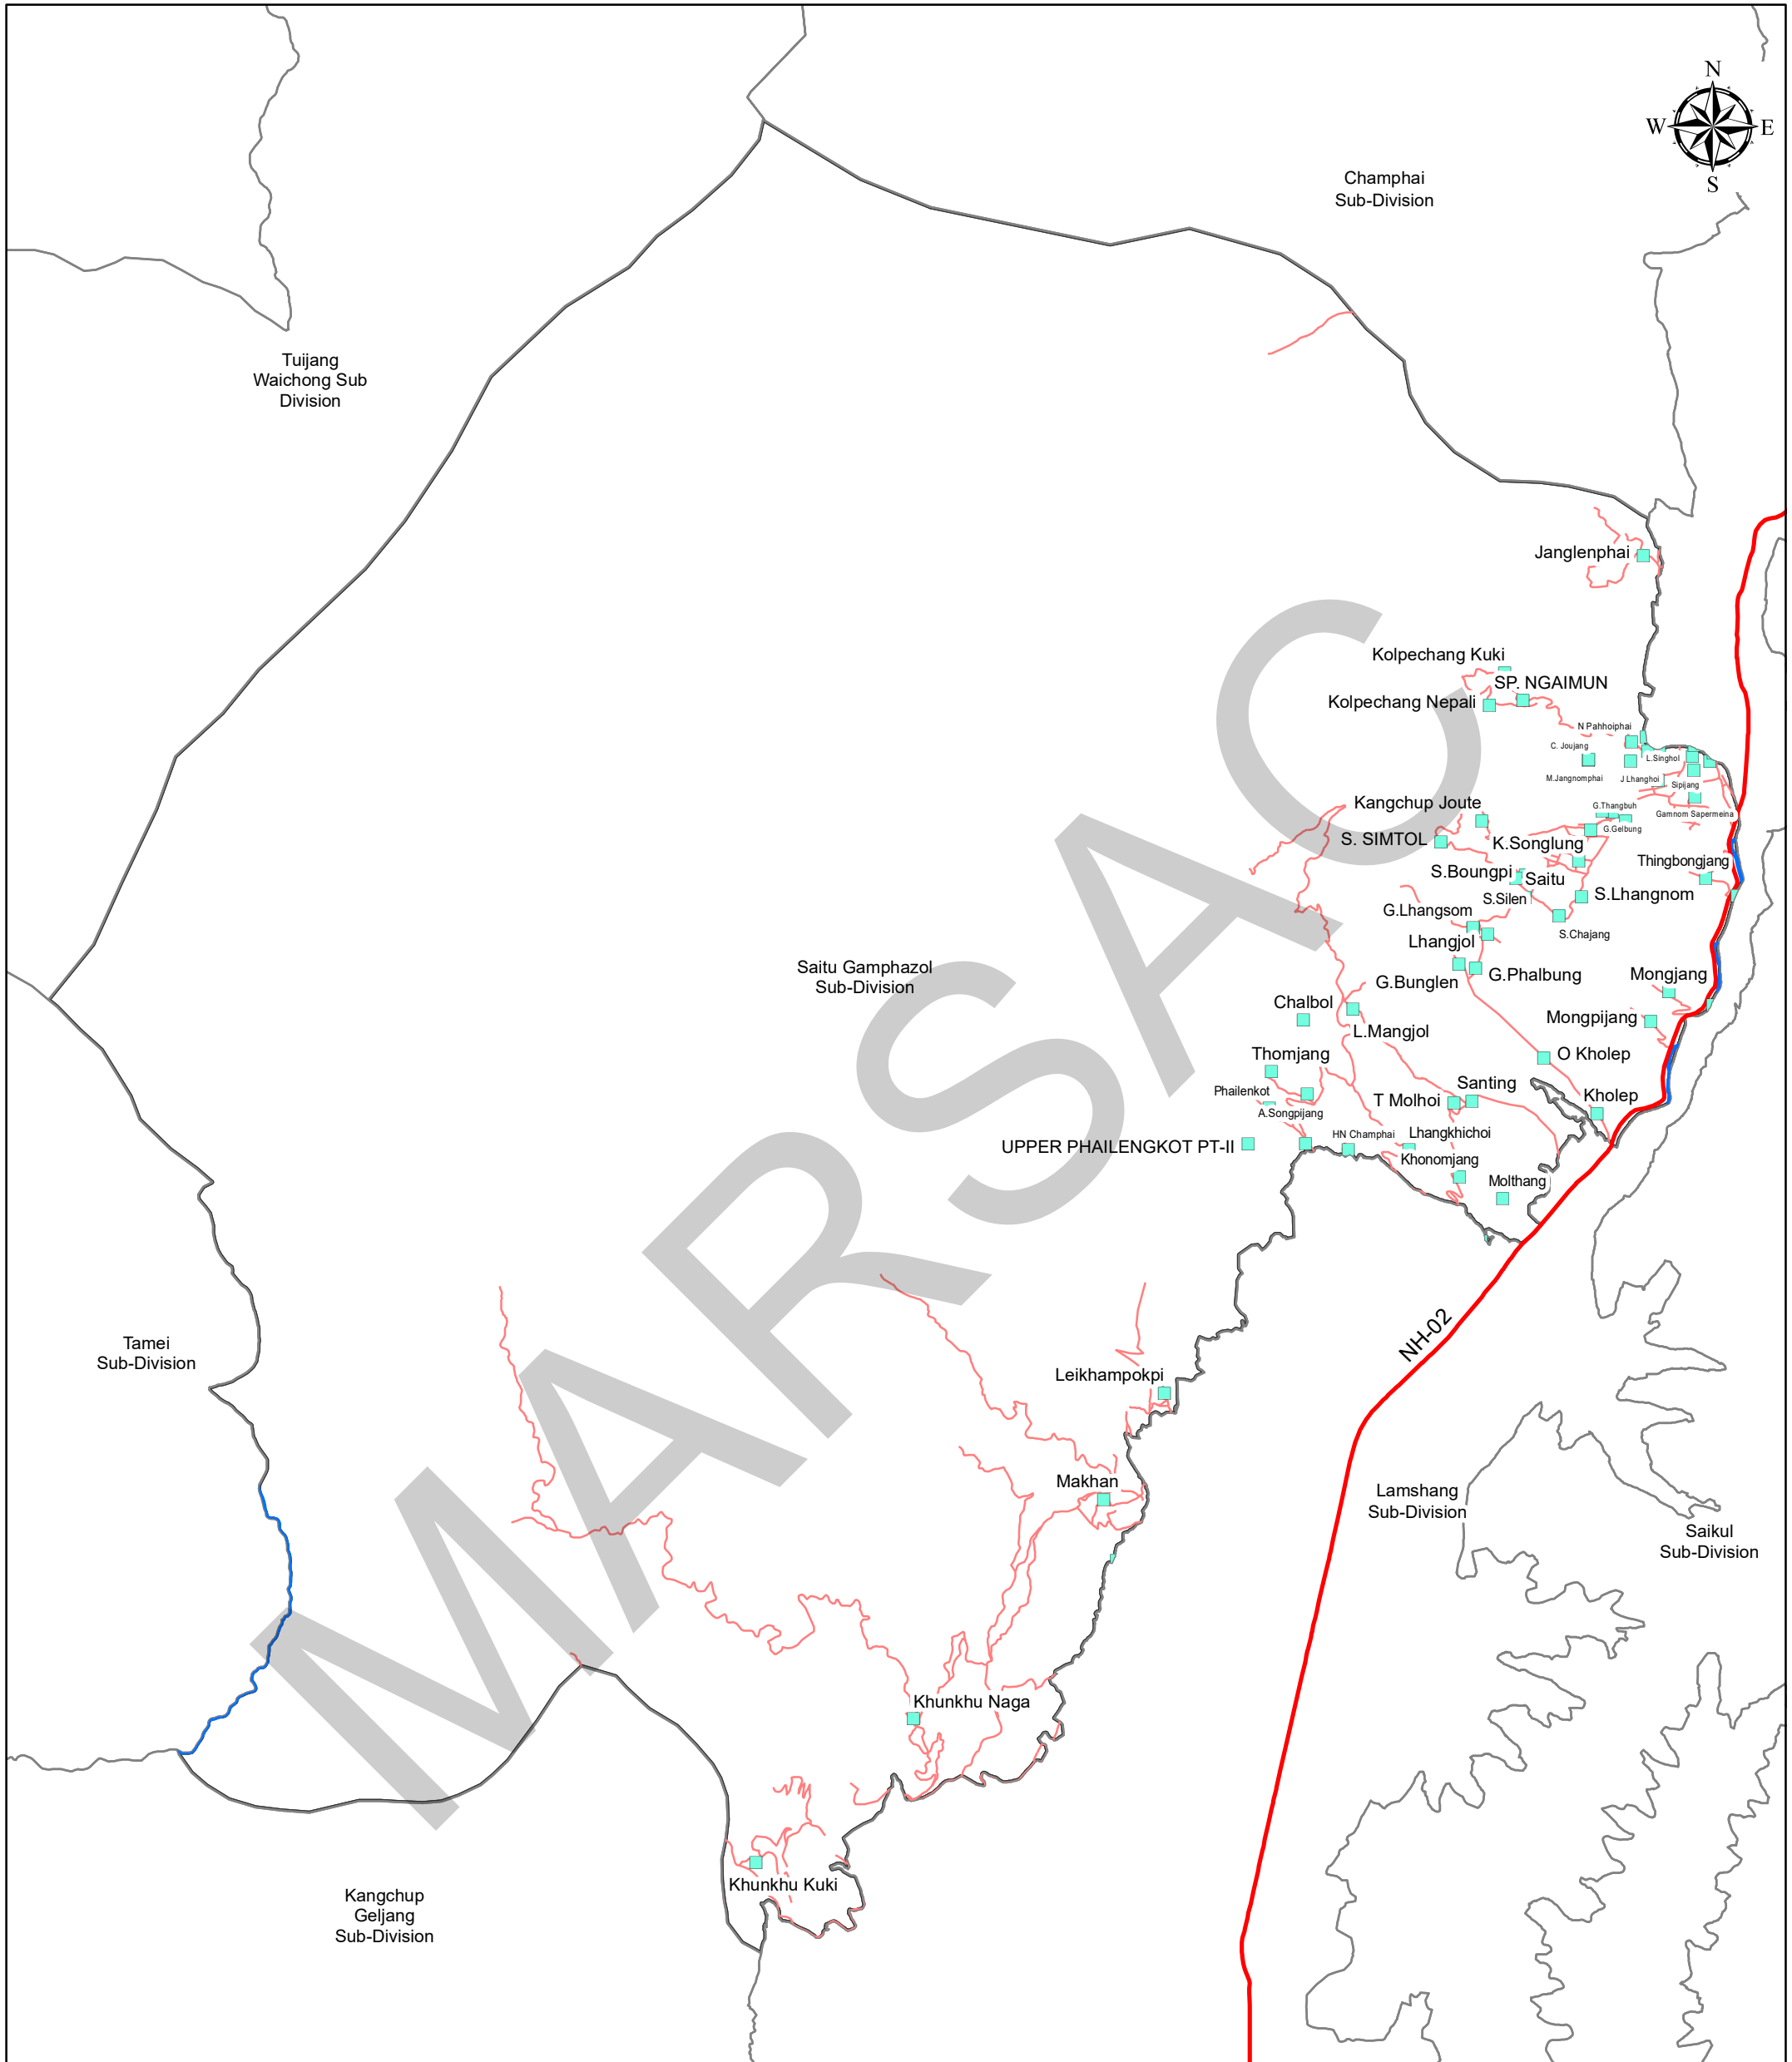 N
W
E
S
Champhai
Sub-Division
Tuijang
Waichong Sub
Division
Janglenphai
Kolpechang Kuki
SP. NGAIMUN
Kolpechang Nepali
N Pahhoiphai
C. Joujang
L.Singhol
M.Jangnomphai
J Lhanghoi
Sipijang
Kangchup Joute
G.Thangbuh
Gamnom Sapermeina
G.Gelbung
S. SIMTOL
K.Songlung
Thingbongjang
S.Boungpi
Saitu
S.Silen
S.Lhangnom
G.Lhangsom
S.Chajang
Lhangjol
Saitu Gamphazol
Sub-Division
G.Bunglen
G.Phalbung
Mongjang
Chalbol
L.Mangjol
Mongpijang
Thomjang
O Kholep
Phailenkot
Santing
T Molhoi
Kholep
A.Songpijang
UPPER PHAILENGKOT PT-II
HN Champhai
Lhangkhichoi
Khonomjang
Molthang
NH-02
Tamei
Sub-Division
Leikhampokpi
Makhan
Lamshang
Sub-Division
Saikul
Sub-Division
Khunkhu Naga
Khunkhu Kuki
Kangchup
Geljang
Sub-Division
MARSAC